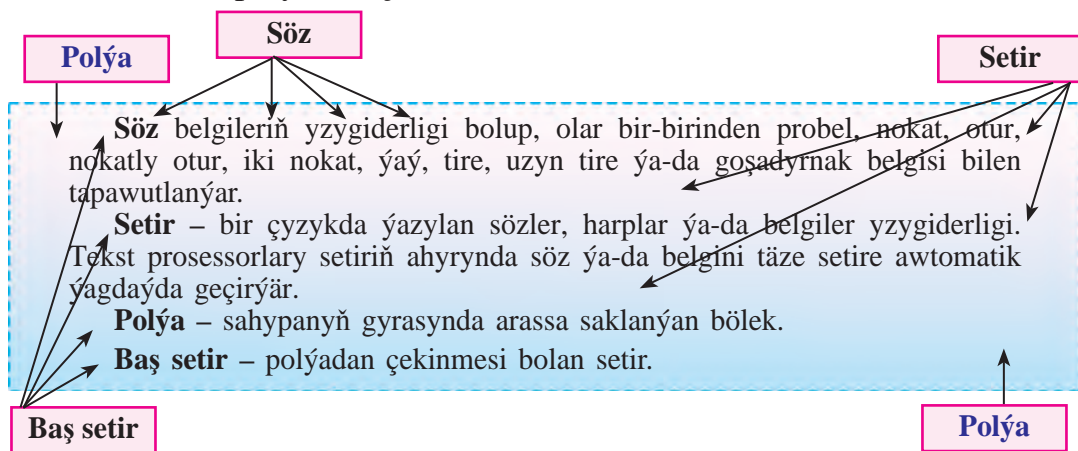 Söz
Polýa
Setir
Söz belgileriň yzygiderligi bolup, olar bir-birinden probel, nokat, otur,
nokatly otur, iki nokat, ýaý, tire, uzyn tire ýa-da goşadyrnak belgisi bilen
tapawutlanýar.
Setir – bir çyzykda ýazylan sözler, harplar ýa-da belgiler yzygiderligi.
Tekst prosessorlary setiriň ahyrynda söz ýa-da belgini täze setire awtomatik
ýagdaýda geçirýär.
Polýa – sahypanyň gyrasynda arassa saklanýan bölek.
Baş setir – polýadan çekinmesi bolan setir.
Baş setir
Polýa